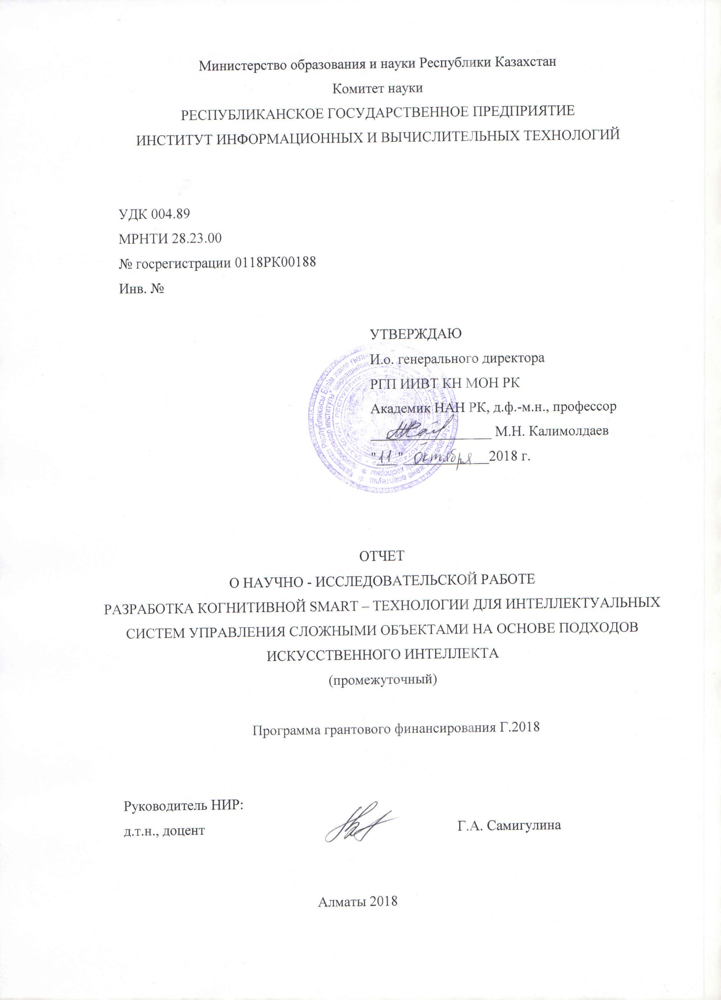 Министерство образования и науки Республики Казахстан
Комитет науки
РЕСПУБЛИКАНСКОЕ ГОСУДАРСТВЕННОЕ ПРЕДПРИЯТИЕ
ИНСТИТУТ ИНФОРМАЦИОННЫХ И ВЫЧИСЛИТЕЛЬНЫХ ТЕХНОЛОГИЙ
УДК 004.89
МРНТИ 28.23.00
№ госрегистрации 0118РК00188
Инв. №
УТВЕРЖДАЮ
И.о. генерального директора
РГП ИИВТ КН МОН РК
Академик НАН РК, д.ф.-м.н., профессор
М.Н. Калимолдаев
"11" октября 2018 г.
ОТЧЕТ
О НАУЧНО - ИССЛЕДОВАТЕЛЬСКОЙ РАБОТЕ
РАЗРАБОТКА КОГНИТИВНОЙ SMART – ТЕХНОЛОГИИ ДЛЯ ИНТЕЛЛЕКТУАЛЬНЫХ
СИСТЕМ УПРАВЛЕНИЯ СЛОЖНЫМИ ОБЪЕКТАМИ НА ОСНОВЕ ПОДХОДОВ
ИСКУССТВЕННОГО ИНТЕЛЛЕКТА
(промежуточный)
Программа грантового финансирования Г.2018
Руководитель НИР:
д.т.н., доцент Г.А. Самигулина
Алматы 2018